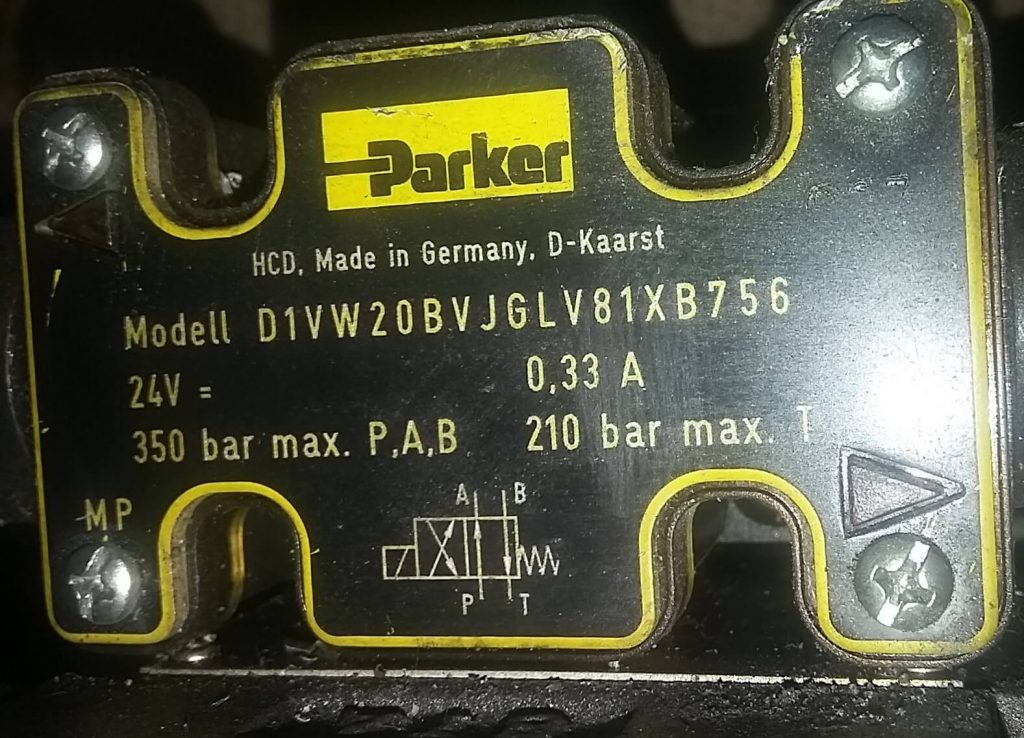 Parker
HCD, Made in Germany, D-Kaarst
Modell D1VW20BVJGLV81XB756
24V = 0,33 A
350 bar max. P,A,B 210 bar max. T
MP
A B
P T